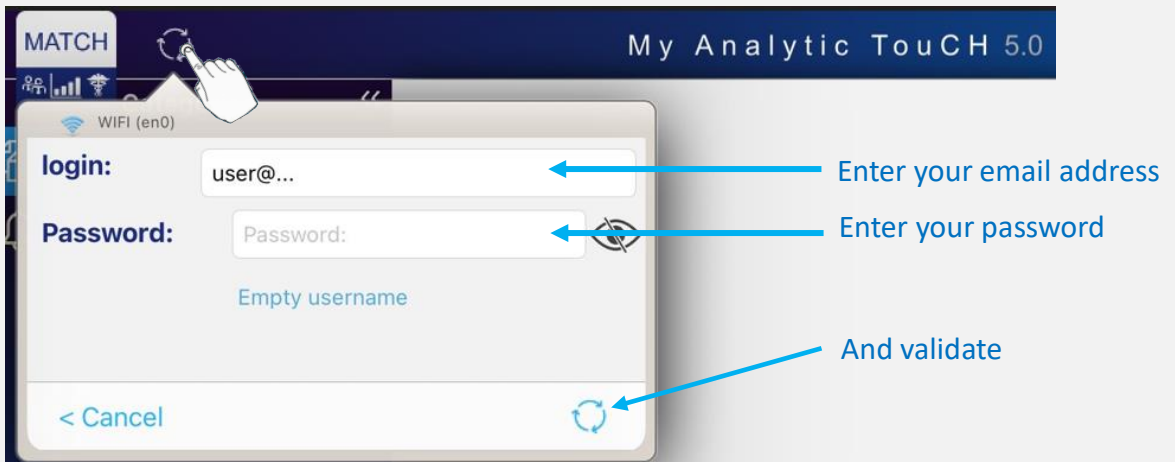 MATCH
My Analytic TouCH 5.0
WIFI (en0)
login:
user@...
Enter your email address
Password:
Password:
Enter your password
Empty username
And validate
< Cancel